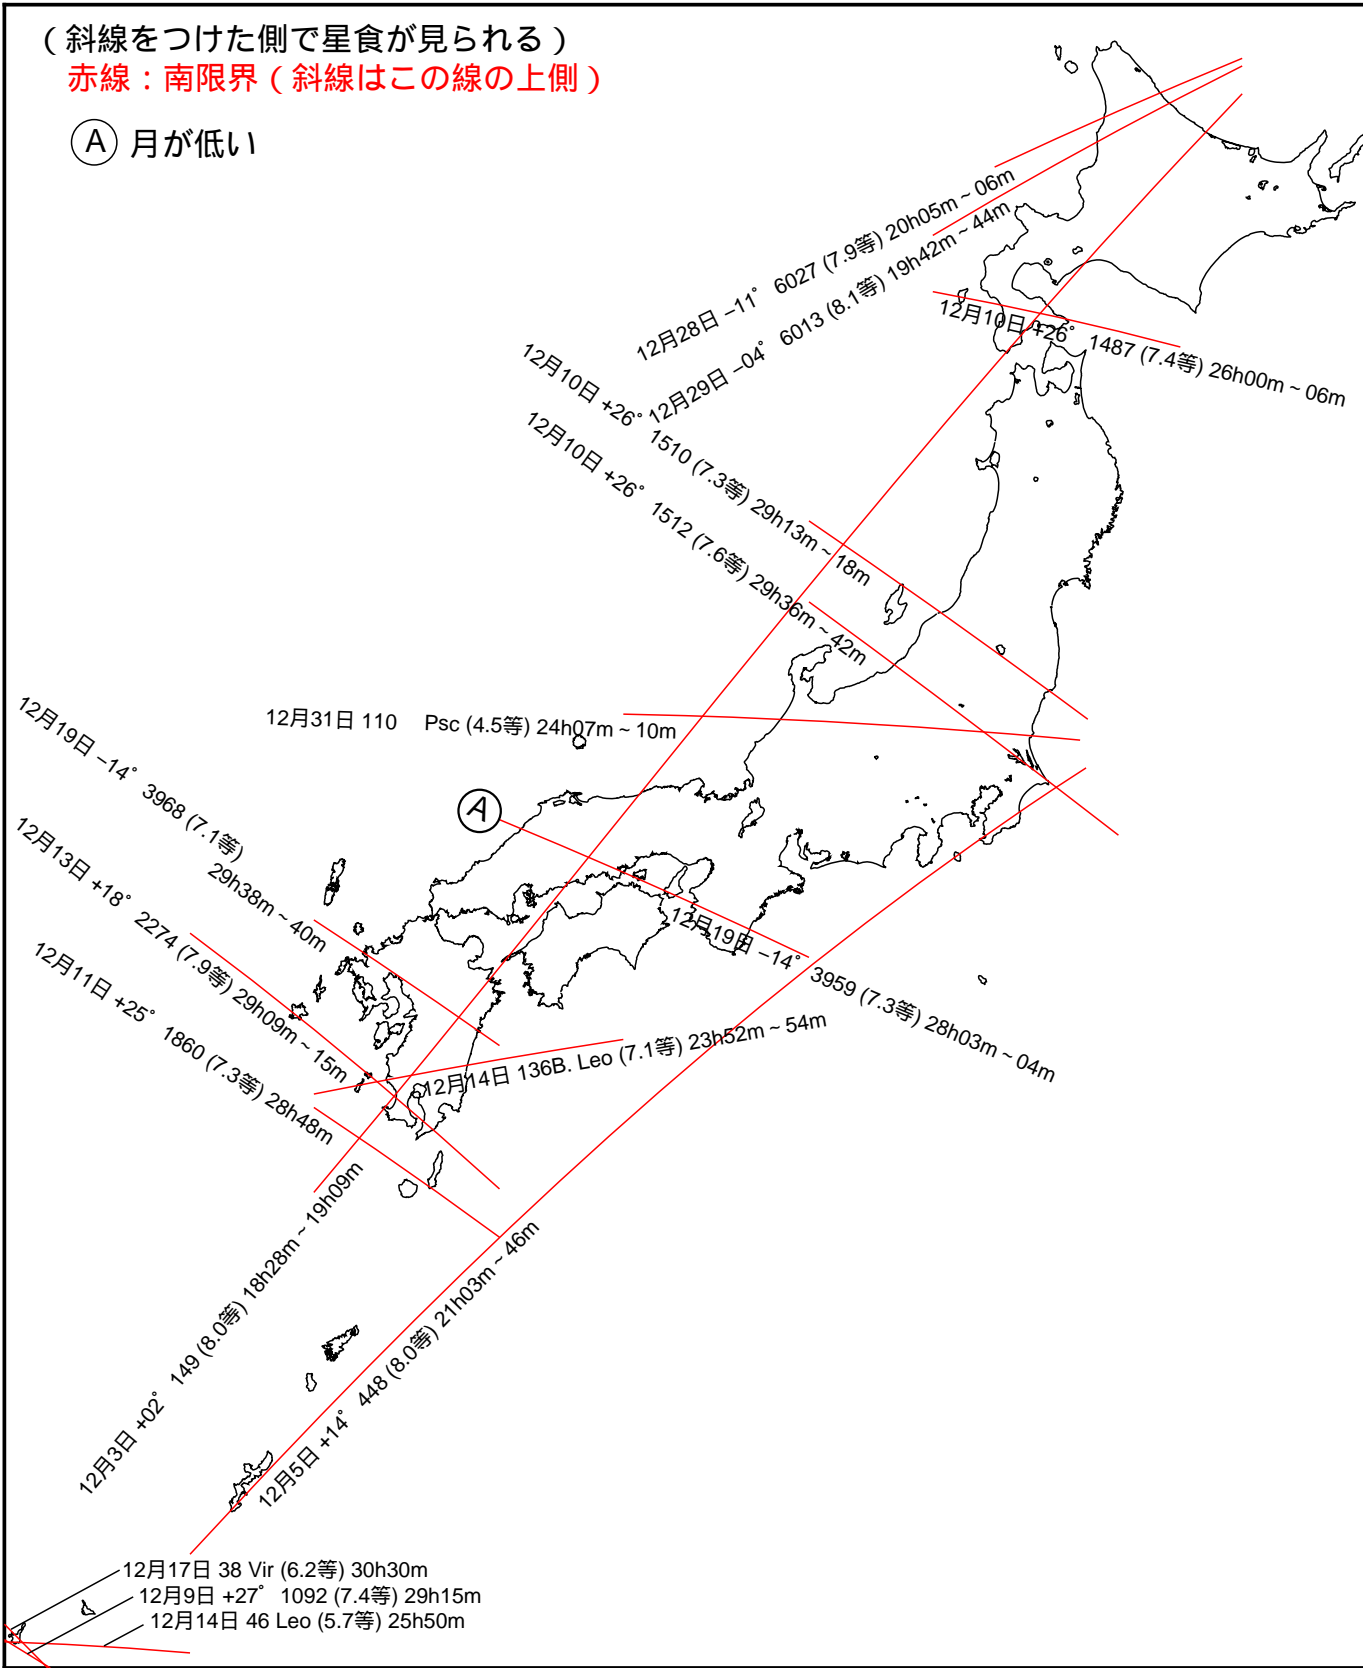 (斜線をつけた側で星食が見られる)
赤線:南限界(斜線はこの線の上側)
A 月が低い
12月28日 –11° 6027 (7.9等) 20h05m ~ 06m
12月29日 –04° 6013 (8.1等) 19h42m ~ 44m
12月10日 +26° 1487 (7.4等) 26h00m ~ 06m
12月10日 +26° 1510 (7.3等) 29h13m ~ 18m
12月10日 +26° 1512 (7.6等) 29h36m ~ 42m
12月31日 110 Psc (4.5等) 24h07m ~ 10m
12月19日 –14° 3968 (7.1等)
29h38m ~ 40m
A
12月13日 +18° 2274 (7.9等) 29h09m ~ 15m
12月11日 +25° 1860 (7.3等) 28h48m
12月19日 –14° 3959 (7.3等) 28h03m ~ 04m
12月14日 136B. Leo (7.1等) 23h52m ~ 54m
12月3日 +02° 149 (8.0等) 18h28m ~ 19h09m
12月5日 +14° 448 (8.0等) 21h03m ~ 46m
12月17日 38 Vir (6.2等) 30h30m
12月9日 +27° 1092 (7.4等) 29h15m
12月14日 46 Leo (5.7等) 25h50m